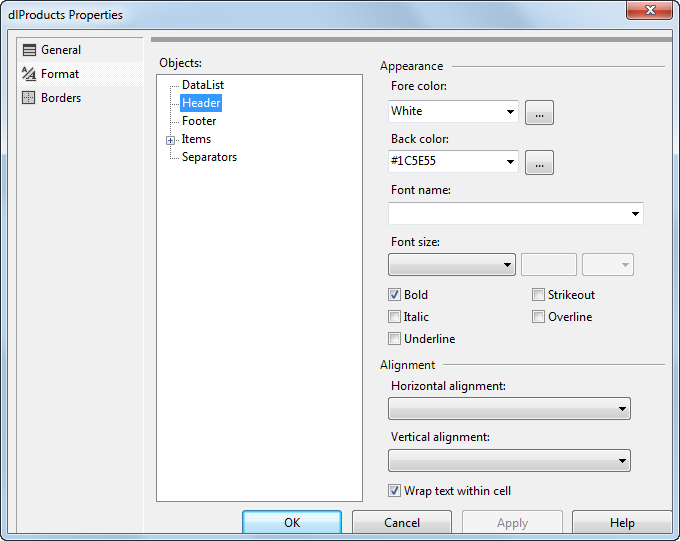 dlProducts Properties
General
Format
Borders
Objects:
DataList
Header
Footer
Items
Separators
Appearance
Fore color:
White
...
Back color:
#1C5E55
...
Font name:
Font size:
Bold
Strikeout
Italic
Overline
Underline
Alignment
Horizontal alignment:
Vertical alignment:
Wrap text within cell
OK
Cancel
Apply
Help